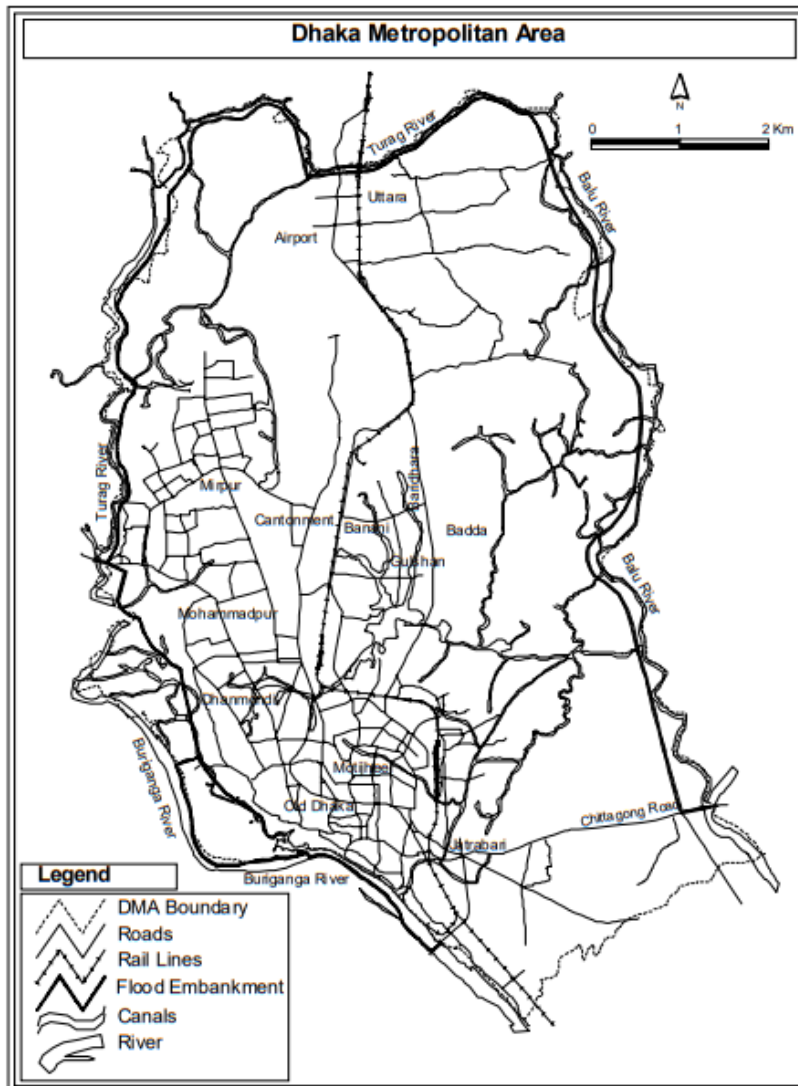 Dhaka Metropolitan Area
N
0 1 2 Km
Turag River
Uttara
Balu River
Airport
Turag River
Mirpur
Baridhara
Cantonment
Banani
Badda
Gulshan
Balu River
Mohammadpur
Dhanmondi
Buriganga River
Motijheel
Old Dhaka
Chittagong Road
Jatrabari
Buriganga River
Legend
DMA Boundary
Roads
Rail Lines
Flood Embankment
Canals
River